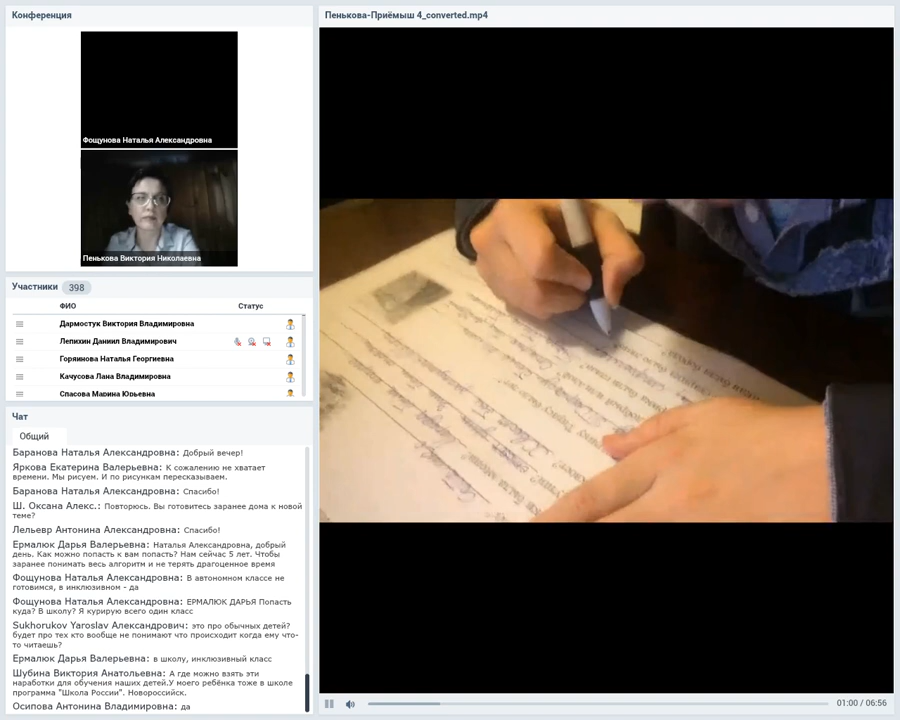 Конференция
Фощунова Наталья Александровна
Пенькова Виктория Николаевна
Участники 398
ФИО Статус
Дармостук Виктория Владимировна
Лепихин Даниил Владимирович
Горяинова Наталья Георгиевна
Качусова Лана Владимировна
Спасова Марина Юрьевна
Чат
Общий
Баранова Наталья Александровна: Добрый вечер!
Яркова Екатерина Валерьевна: К сожалению не хватает
времени. Мы рисуем. И по рисункам пересказываем.
Баранова Наталья Александровна: Спасибо!
Ш. Оксана Алекс.: Повторюсь. Вы готовитесь заранее дома к новой
теме?
Лельевр Антонина Александровна: Спасибо!
Ермалюк Дарья Валерьевна: Наталья Александровна, добрый
день. Как можно попасть к вам попасть? Нам сейчас 5 лет. Чтобы
заранее понимать весь алгоритм и не терять драгоценное время
Фощунова Наталья Александровна: В автономном классе не
готовимся, в инклюзивном - да
Фощунова Наталья Александровна: ЕРМАЛЮК ДАРЬЯ Попасть
куда? В школу? Я курирую всего один класс
Sukhorukov Yaroslav Александрович: это про обычных детей?
будет про тех кто вообще не понимают что происходит когда ему что-
то читаешь?
Ермалюк Дарья Валерьевна: в школу, инклюзивный класс
Шубина Виктория Анатольевна: А где можно взять эти
наработки для обучения наших детей.У моего ребёнка тоже в школе
программа "Школа России". Новороссийск.
Осипова Антонина Владимировна: да
Пенькова-Приёмыш 4_converted.mp4
01:00 / 06:56